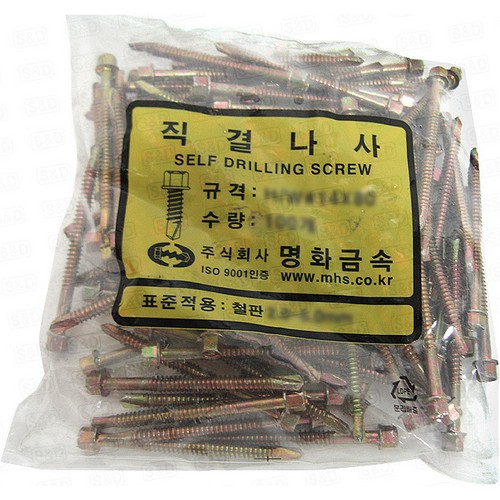 직결나사
SELF DRILLING SCREW
규격:
수량:
주식회사 명화금속
ISO 9001인증 www.mhs.co.kr
표준적용: 철판
LDPE